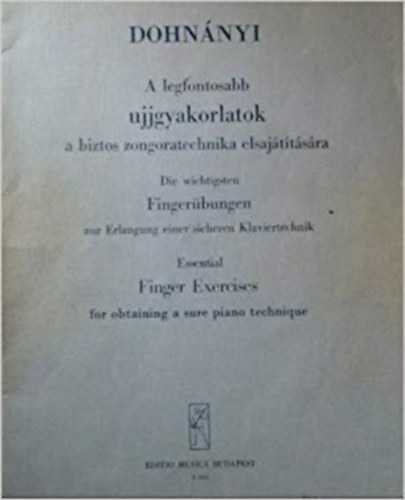 DOHNÁNYI
A legfontosabb
ujjgyakorlatok
a biztos zongoratechnika elsajátítására
Die wichtigsten
Fingerübungen
zur Erlangung einer sicheren Klaviertechnik
Essential
Finger Exercises
for obtaining a sure piano technique
EDITIO MUSICA BUDAPEST